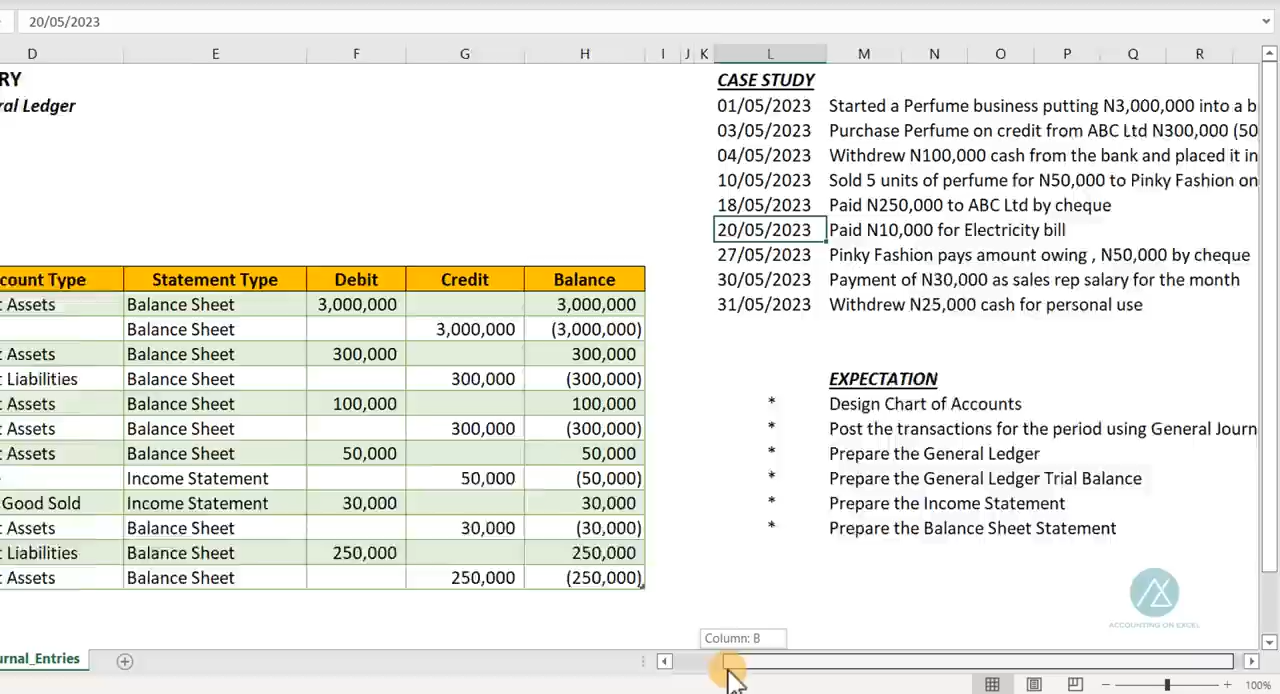 20/05/2023
D E F G H I J K L M N O P Q R
RY CASE STUDY
ral Ledger 01/05/2023 Started a Perfume business putting N3,000,000 into a b
03/05/2023 Purchase Perfume on credit from ABC Ltd N300,000 (50
04/05/2023 Withdrew N100,000 cash from the bank and placed it in
10/05/2023 Sold 5 units of perfume for N50,000 to Pinky Fashion on
18/05/2023 Paid N250,000 to ABC Ltd by cheque
20/05/2023 Paid N10,000 for Electricity bill
27/05/2023 Pinky Fashion pays amount owing , N50,000 by cheque
30/05/2023 Payment of N30,000 as sales rep salary for the month
31/05/2023 Withdrew N25,000 cash for personal use
count Type Statement Type Debit Credit Balance
t Assets Balance Sheet 3,000,000 3,000,000
Balance Sheet 3,000,000 (3,000,000)
t Assets Balance Sheet 300,000 300,000
t Liabilities Balance Sheet 300,000 (300,000)
t Assets Balance Sheet 100,000 100,000
t Assets Balance Sheet 300,000 (300,000)
t Assets Balance Sheet 50,000 50,000
Income Statement 50,000 (50,000)
Good Sold Income Statement 30,000 30,000
t Assets Balance Sheet 30,000 (30,000)
t Liabilities Balance Sheet 250,000 250,000
t Assets Balance Sheet 250,000 (250,000)
EXPECTATION
* Design Chart of Accounts
* Post the transactions for the period using General Journ
* Prepare the General Ledger
* Prepare the General Ledger Trial Balance
* Prepare the Income Statement
* Prepare the Balance Sheet Statement
ACCOUNTING ON EXCEL
Column: B
urnal_Entries
100%